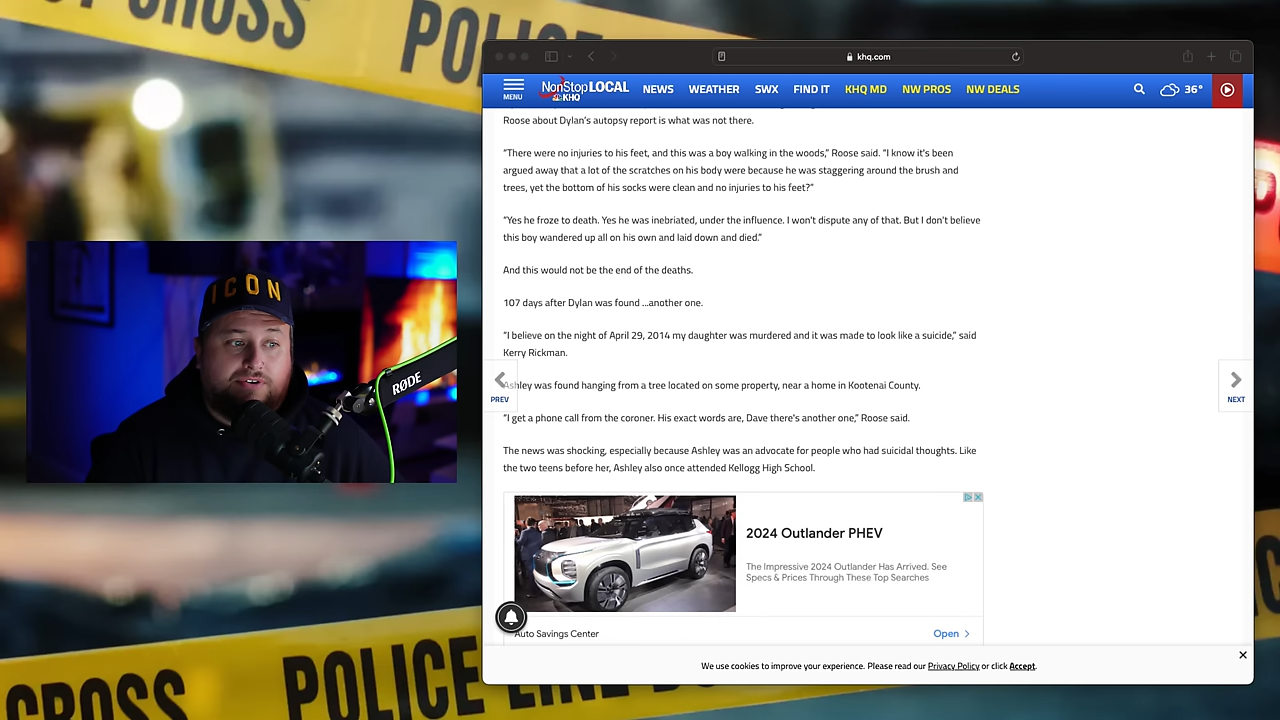 CROSS
POL
khq.com
MENU
NonStop LOCAL
KHQ
NEWS
WEATHER
SWX
FIND IT
KHQ MD
NW PROS
NW DEALS
36°
Roose about Dylan's autopsy report is what was not there.
"There were no injuries to his feet, and this was a boy walking in the woods," Roose said. "I know it's been
argued away that a lot of the scratches on his body were because he was staggering around the brush and
trees, yet the bottom of his socks were clean and no injuries to his feet?"
"Yes he froze to death. Yes he was inebriated, under the influence. I won't dispute any of that. But I don't believe
this boy wandered up all on his own and laid down and died."
And this would not be the end of the deaths.
107 days after Dylan was found ...another one.
"I believe on the night of April 29, 2014 my daughter was murdered and it was made to look like a suicide," said
Kerry Rickman.
Ashley was found hanging from a tree located on some property, near a home in Kootenai County.
PREV
NEXT
"I get a phone call from the coroner. His exact words are, Dave there's another one," Roose said.
The news was shocking, especially because Ashley was an advocate for people who had suicidal thoughts. Like
the two teens before her, Ashley also once attended Kellogg High School.
2024 Outlander PHEV
The Impressive 2024 Outlander Has Arrived. See
Specs & Prices Through These Top Searches
Auto Savings Center
Open
We use cookies to improve your experience. Please read our Privacy Policy or click Accept.
ICON
RØDE
CROSS
POLICE LINE DO